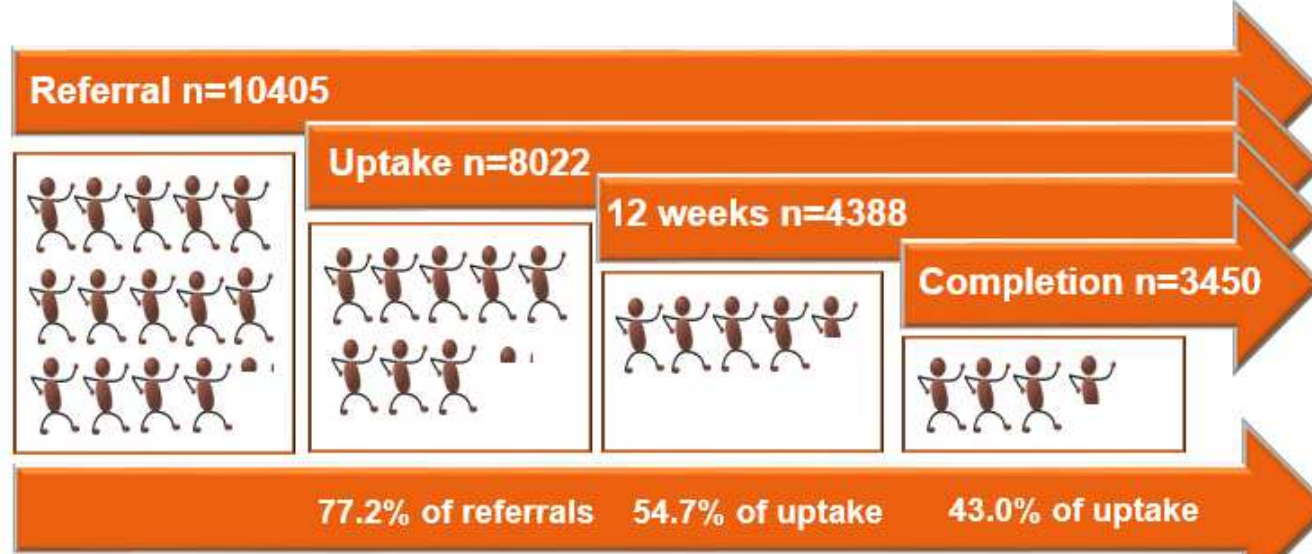 Referral n=10405
Uptake n=8022
12 weeks n=4388
Completion n=3450
77.2% of referrals 54.7% of uptake 43.0% of uptake